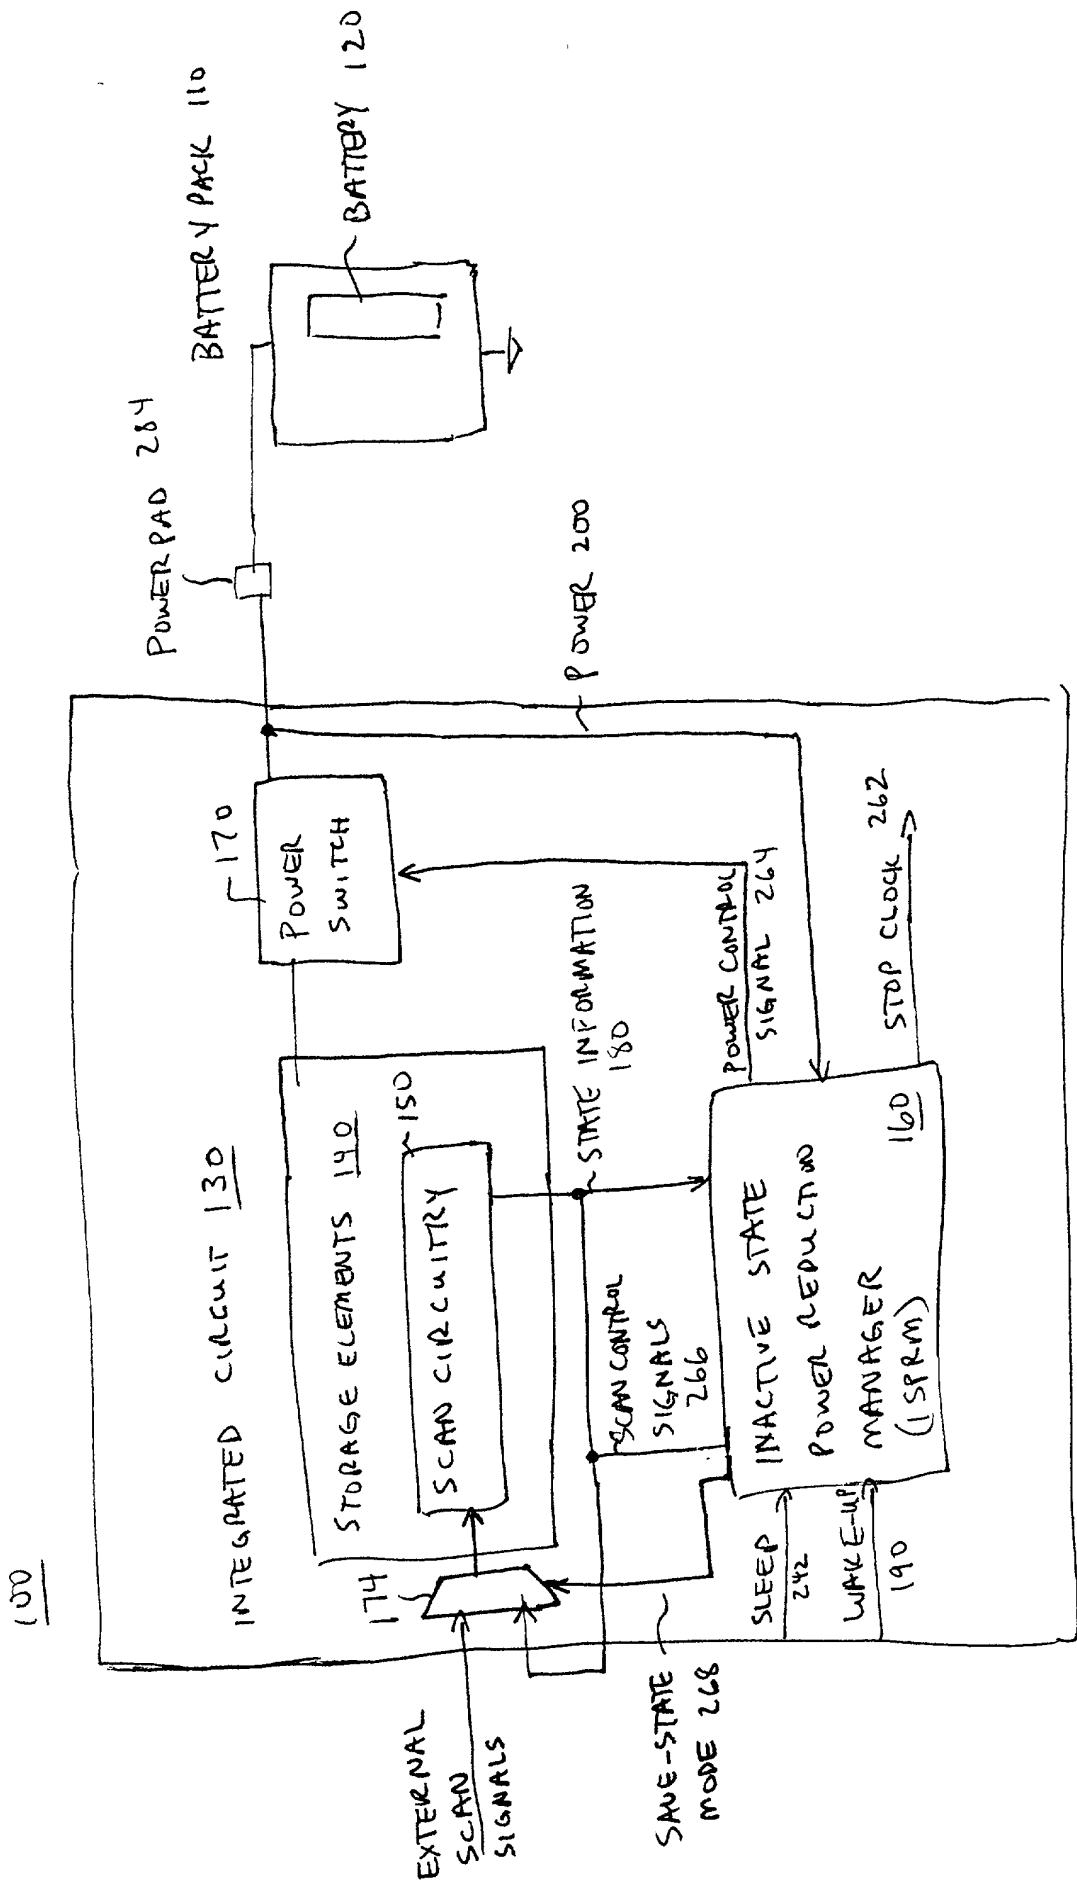 100
INTEGRATED CIRCUIT 130
POWERPAD 284
BATTERY PACK 110
BATTERY 120
170
POWER
SWITCH
STORAGE ELEMENTS 140
150
SCAN CIRCUITRY
174
EXTERNAL
SCAN
SIGNALS
STATE INFORMATION
180
POWER 200
SCAN CONTROL
SIGNALS
266
POWER CONTROL
SIGNAL 264
SAVE-STATE
MODE 268
SLEEP
242
WAKE-UP
190
INACTIVE STATE
POWER REDUCTION
MANAGER
(ISPRM)
160
STOP CLOCK 262